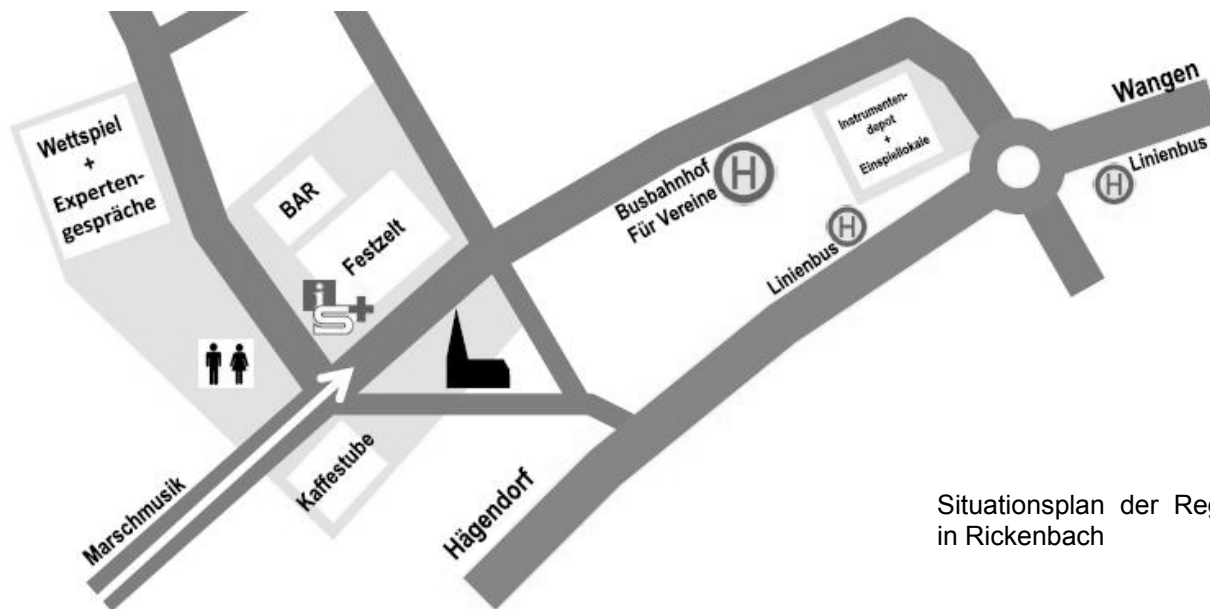 Wettspiel
+
Experten-
gespräche
BAR
Festzelt
i
S+
Marschmusik
Kaffestube
Hägendorf
Busbahnhof
Für Vereine
H
Instrumenten-
depot
+
Einspiellokale
Linienbus
H
Wangen
Linienbus
H
Situationsplan der
in Rickenbach